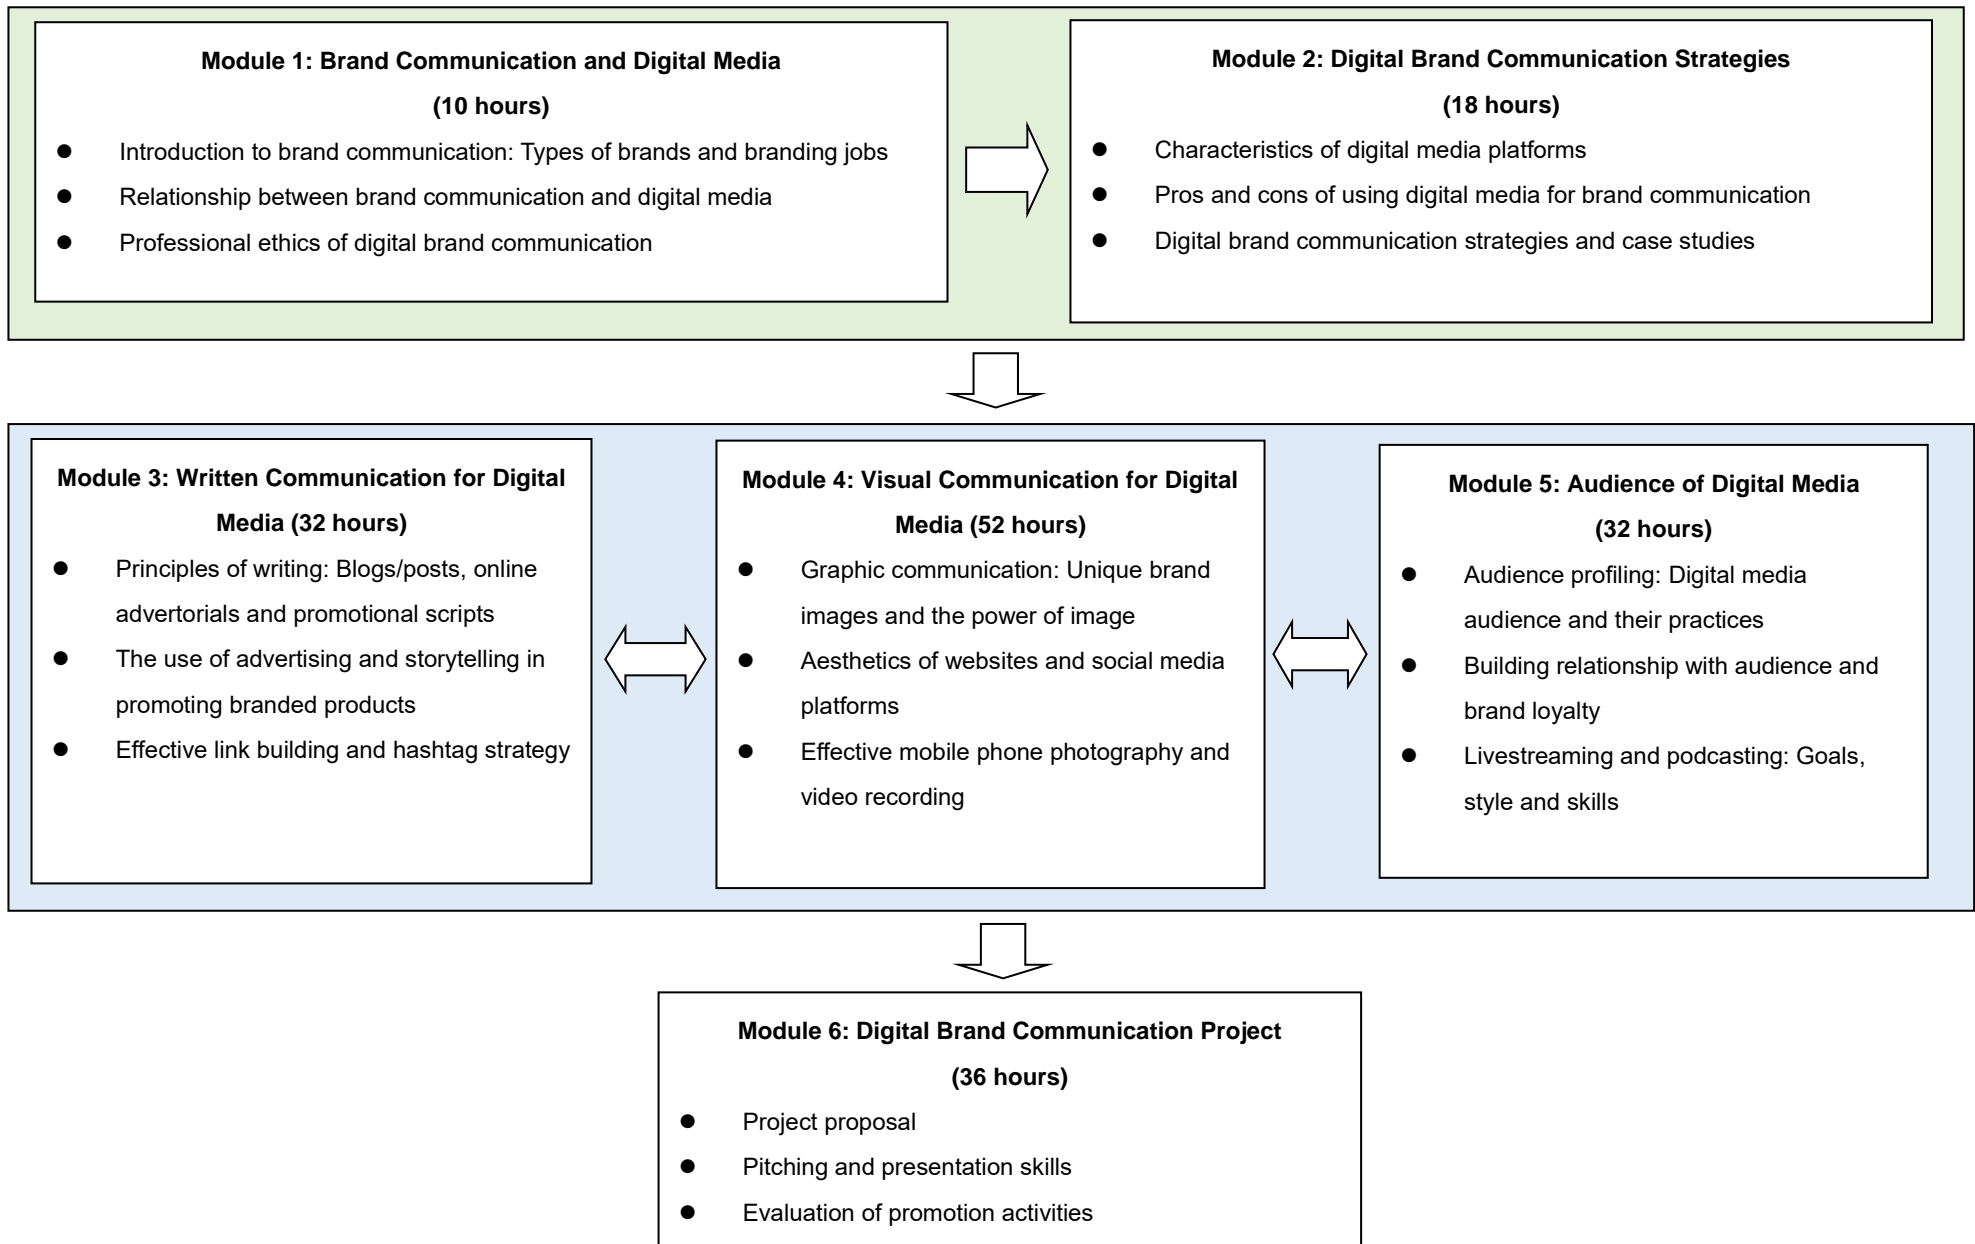 Module 1: Brand Communication and Digital Media
(10 hours)
● Introduction to brand communication: Types of brands and branding jobs
● Relationship between brand communication and digital media
● Professional ethics of digital brand communication
Module 2: Digital Brand Communication Strategies
(18 hours)
● Characteristics of digital media platforms
● Pros and cons of using digital media for brand communication
● Digital brand communication strategies and case studies
Module 3: Written Communication for Digital
Media (32 hours)
● Principles of writing: Blogs/posts, online
advertorials and promotional scripts
● The use of advertising and storytelling in
promoting branded products
● Effective link building and hashtag strategy
Module 4: Visual Communication for Digital
Media (52 hours)
● Graphic communication: Unique brand
images and the power of image
● Aesthetics of websites and social media
platforms
● Effective mobile phone photography and
video recording
Module 5: Audience of Digital Media
(32 hours)
● Audience profiling: Digital media
audience and their practices
● Building relationship with audience and
brand loyalty
● Livestreaming and podcasting: Goals,
style and skills
Module 6: Digital Brand Communication Project
(36 hours)
● Project proposal
● Pitching and presentation skills
● Evaluation of promotion activities